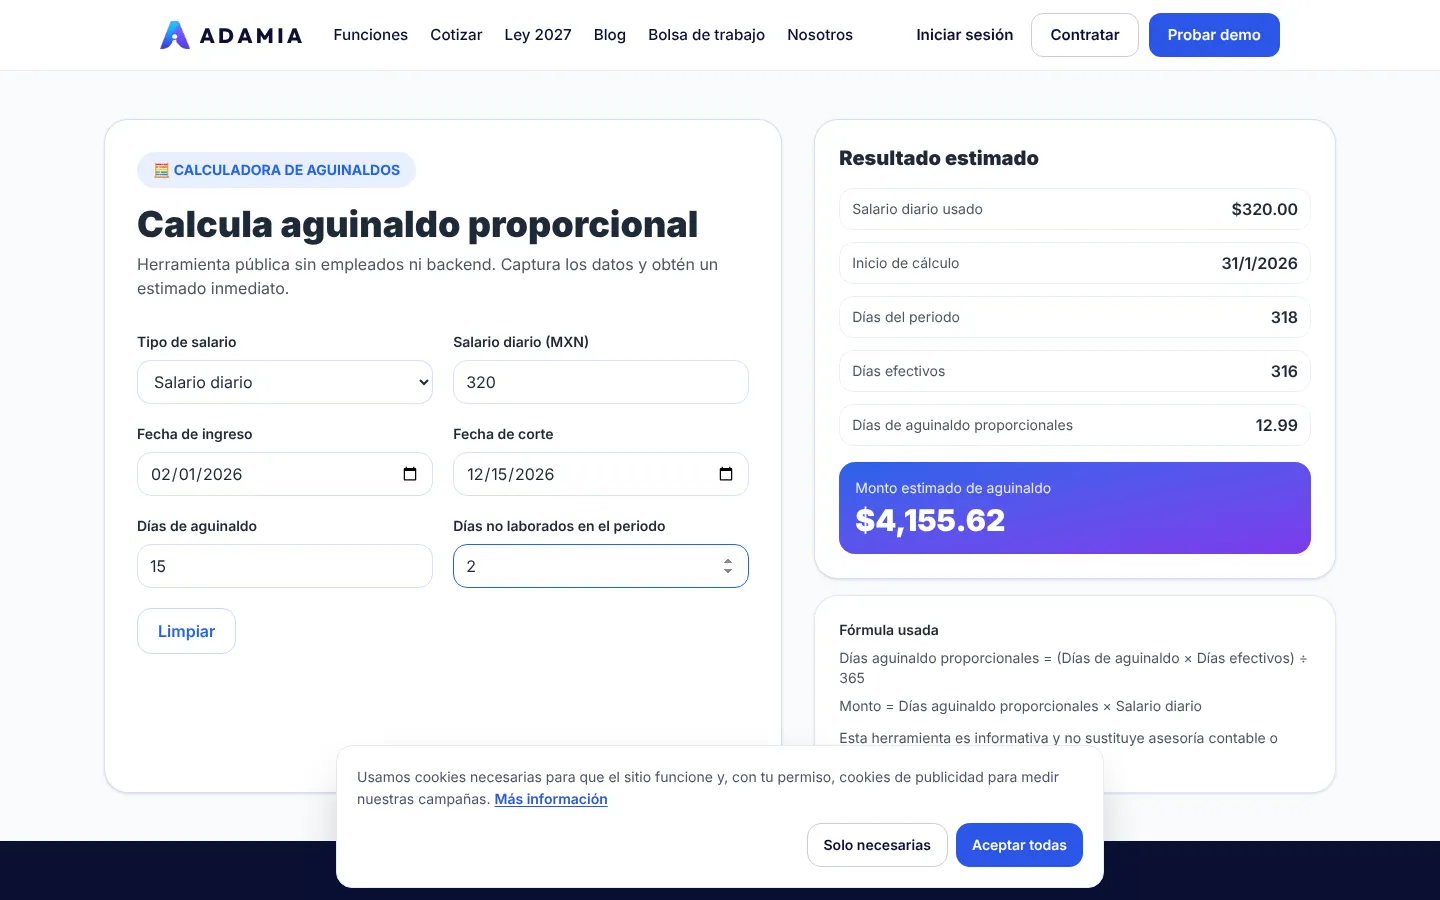 ADAMIA
Funciones
Cotizar
Ley 2027
Blog
Bolsa de trabajo
Nosotros
Iniciar sesión
Contratar
Probar demo
🧮 CALCULADORA DE AGUINALDOS
Calcula aguinaldo proporcional
Herramienta pública sin empleados ni backend. Captura los datos y obtén un
estimado inmediato.
Tipo de salario
Salario diario
Salario diario (MXN)
320
Fecha de ingreso
02/01/2026
Fecha de corte
12/15/2026
Días de aguinaldo
15
Días no laborados en el periodo
2
Limpiar
Resultado estimado
Salario diario usado
$320.00
Inicio de cálculo
31/1/2026
Días del periodo
318
Días efectivos
316
Días de aguinaldo proporcionales
12.99
Monto estimado de aguinaldo
$4,155.62
Fórmula usada
Días aguinaldo proporcionales = (Días de aguinaldo × Días efectivos) ÷
365
Monto = Días aguinaldo proporcionales × Salario diario
Esta herramienta es informativa y no sustituye asesoría contable o
Usamos cookies necesarias para que el sitio funcione y, con tu permiso, cookies de publicidad para medir
nuestras campañas. Más información
Solo necesarias
Aceptar todas